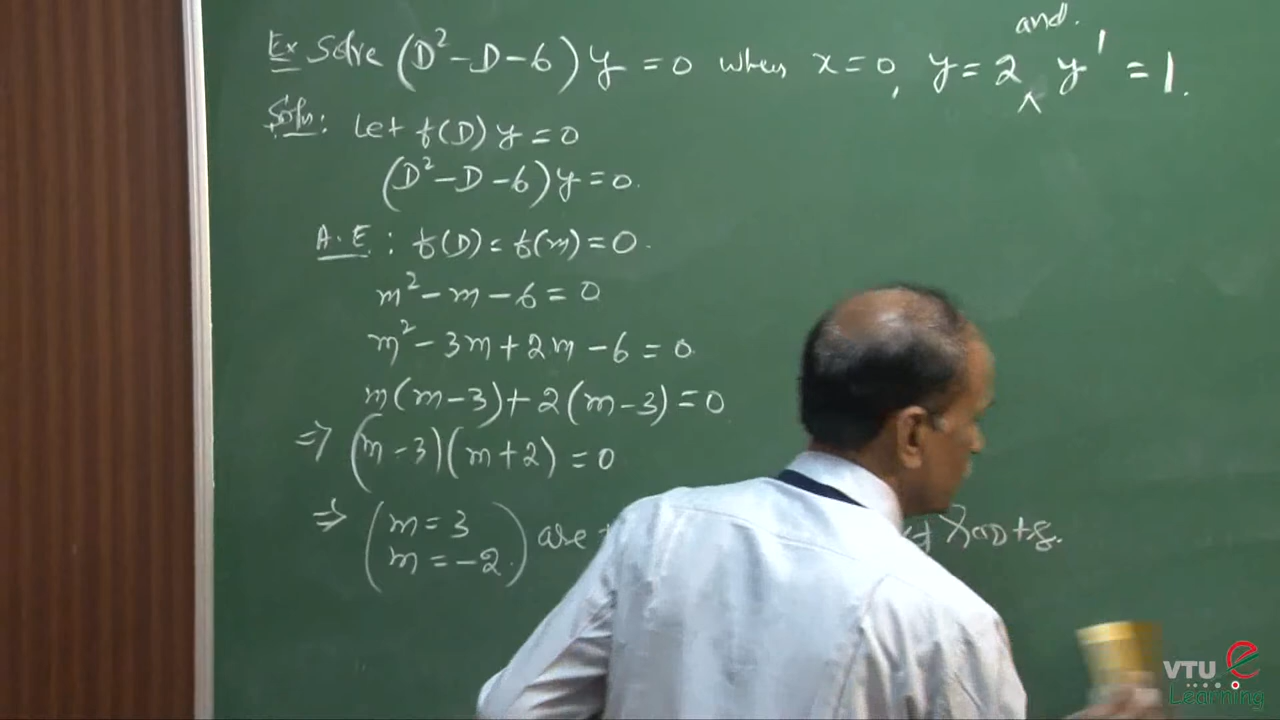 Ex Solve (D² - D - 6) y = 0 when x = 0, y = 2 and y' = 1.
Soln: Let f(D) y = 0
(D² - D - 6) y = 0.
A.E : f(D) = f(m) = 0.
m² - m - 6 = 0
m² - 3m + 2m - 6 = 0.
m(m - 3) + 2(m - 3) = 0
⇒ (m - 3)(m + 2) = 0
⇒ (m = 3
m = -2.) are
VTU e
Learning